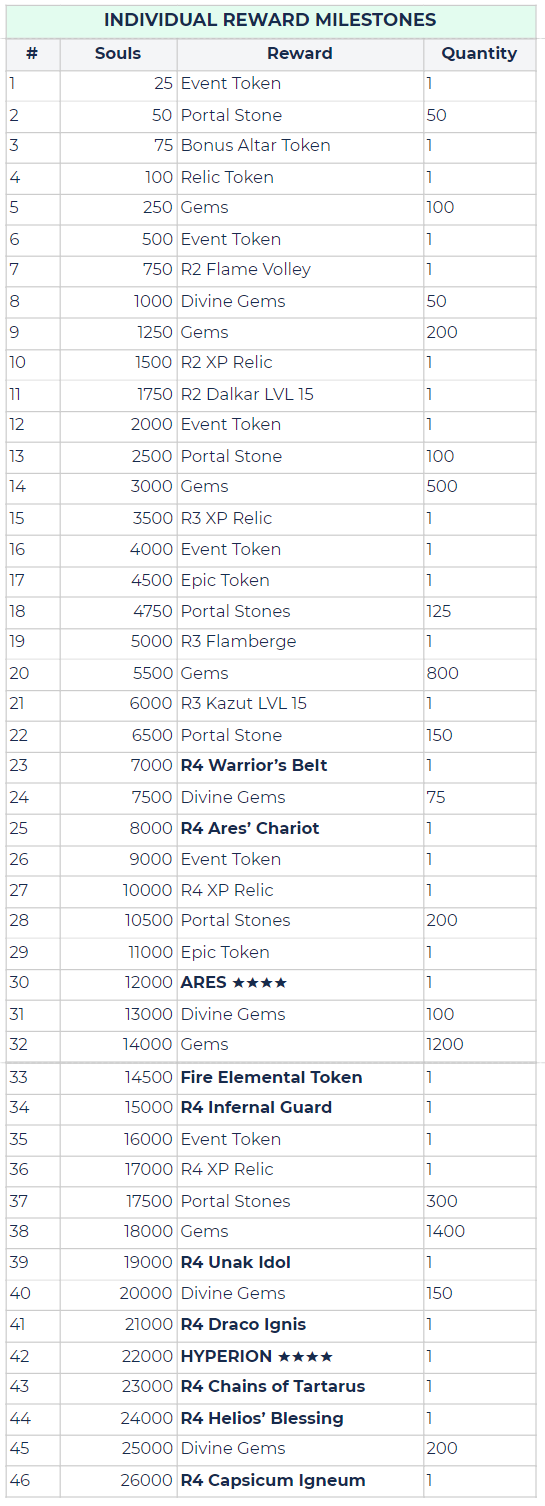 INDIVIDUAL REWARD MILESTONES
# Souls Reward Quantity
1 25 Event Token 1
2 50 Portal Stone 50
3 75 Bonus Altar Token 1
4 100 Relic Token 1
5 250 Gems 100
6 500 Event Token 1
7 750 R2 Flame Volley 1
8 1000 Divine Gems 50
9 1250 Gems 200
10 1500 R2 XP Relic 1
11 1750 R2 Dalkar LVL 15 1
12 2000 Event Token 1
13 2500 Portal Stone 100
14 3000 Gems 500
15 3500 R3 XP Relic 1
16 4000 Event Token 1
17 4500 Epic Token 1
18 4750 Portal Stones 125
19 5000 R3 Flamberge 1
20 5500 Gems 800
21 6000 R3 Kazut LVL 15 1
22 6500 Portal Stone 150
23 7000 R4 Warrior’s Belt 1
24 7500 Divine Gems 75
25 8000 R4 Ares’ Chariot 1
26 9000 Event Token 1
27 10000 R4 XP Relic 1
28 10500 Portal Stones 200
29 11000 Epic Token 1
30 12000 ARES ★★★★ 1
31 13000 Divine Gems 100
32 14000 Gems 1200
33 14500 Fire Elemental Token 1
34 15000 R4 Infernal Guard 1
35 16000 Event Token 1
36 17000 R4 XP Relic 1
37 17500 Portal Stones 300
38 18000 Gems 1400
39 19000 R4 Unak Idol 1
40 20000 Divine Gems 150
41 21000 R4 Draco Ignis 1
42 22000 HYPERION ★★★★ 1
43 23000 R4 Chains of Tartarus 1
44 24000 R4 Helios’ Blessing 1
45 25000 Divine Gems 200
46 26000 R4 Capsicum Igneum 1